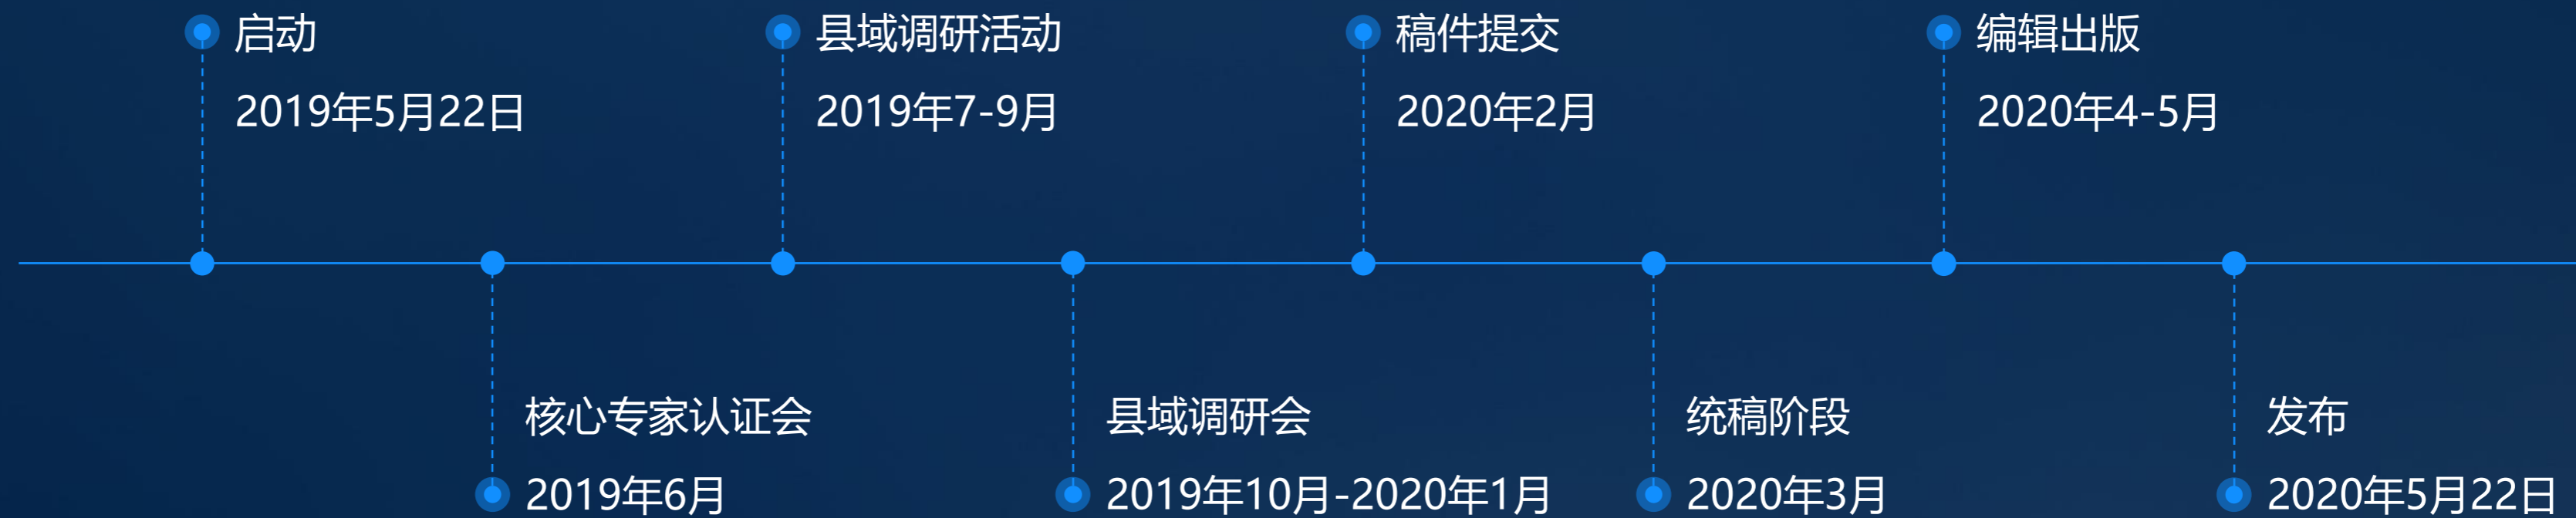 启动
2019年5月22日
县域调研活动
2019年7-9月
稿件提交
2020年2月
编辑出版
2020年4-5月
核心专家认证会
2019年6月
县域调研会
2019年10月-2020年1月
统稿阶段
2020年3月
发布
2020年5月22日